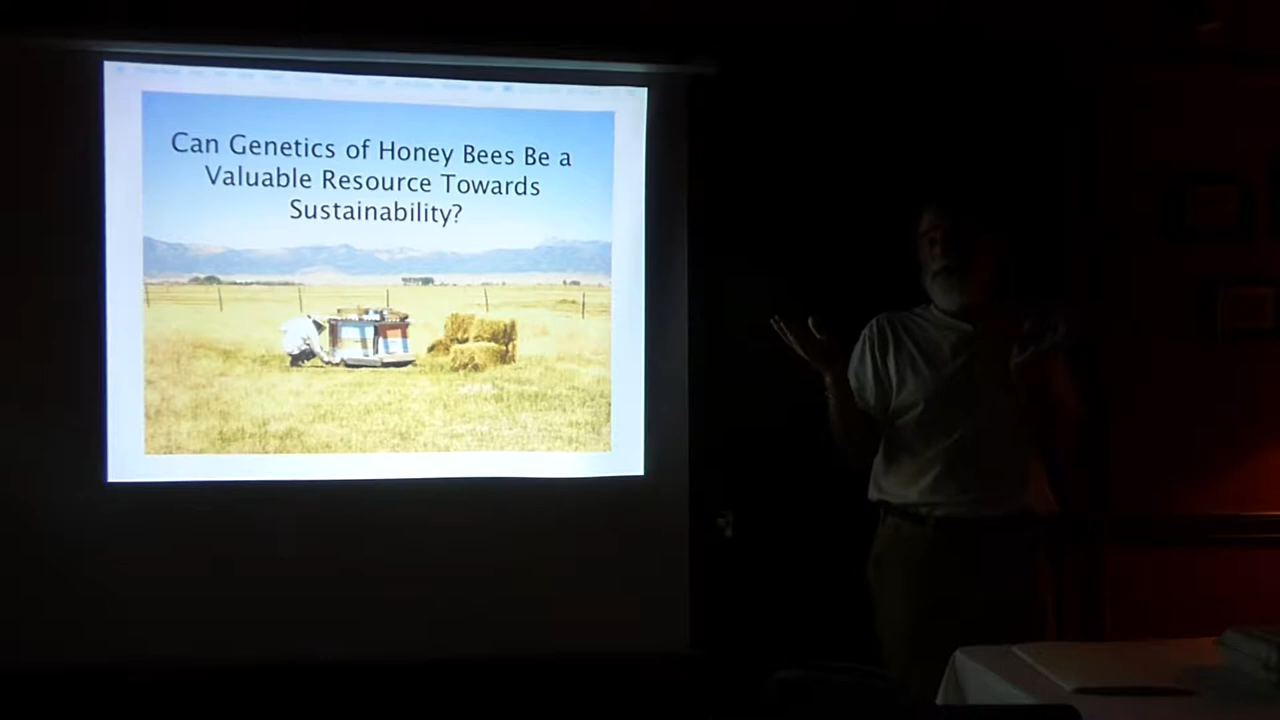 Can Genetics of Honey Bees Be a
Valuable Resource Towards
Sustainability?